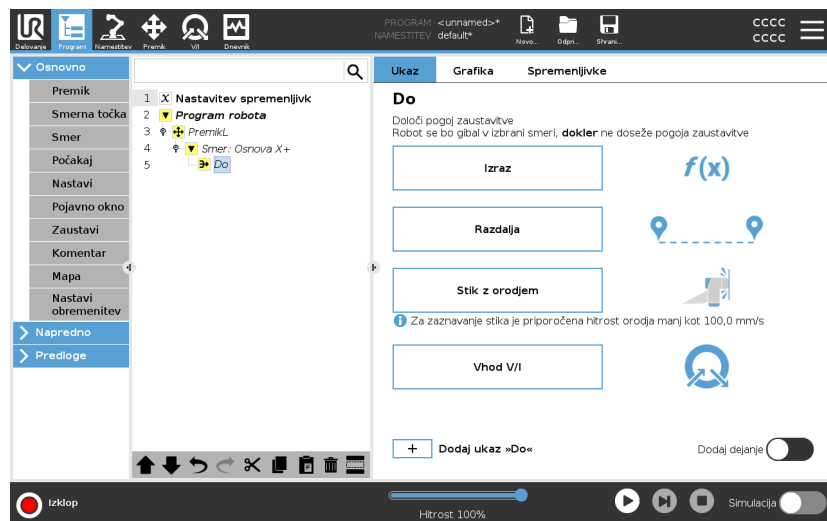 PROGRAM <unnamed>*
NAMESTITEV default*
Delovanje Program Namestitev Premik V/I Dnevnik
Novo... Odpri... Shrani...
cccc
cccc
Osnovno
Premik
Smerna točka
Smer
Počakaj
Nastavi
Pojavno okno
Zaustavi
Komentar
Mapa
Nastavi
obremenitev
Napredno
Predloge
1 X Nastavitev spremenljivk
2 Program robota
3 PremikL
4 Smer: Osnova X+
5 Do
Ukaz Grafika Spremenljivke
Do
Določi pogoj zaustavitve
Robot se bo gibal v izbrani smeri, dokler ne doseže pogoja zaustavitve
Izraz
f(x)
Razdalja
Stik z orodjem
Za zaznavanje stika je priporočena hitrost orodja manj kot 100,0 mm/s
Vhod V/I
+ Dodaj ukaz »Do«
Dodaj dejanje
Izklop
Hitrost 100%
Simulacija